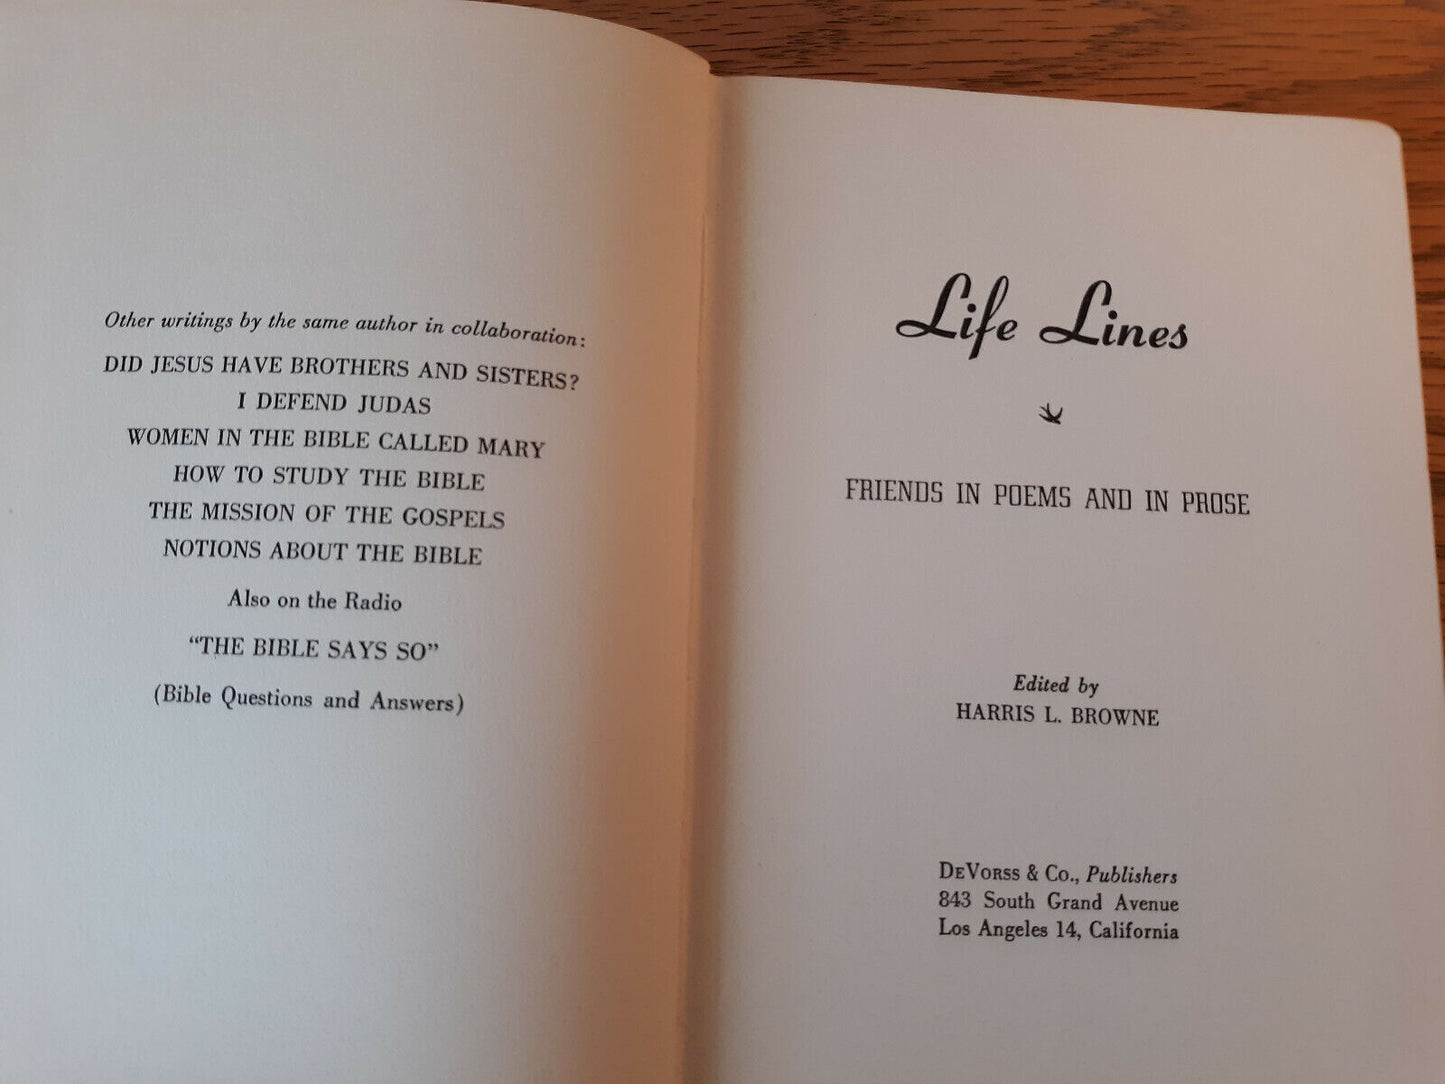 Other writings by the same author in collaboration:
DID JESUS HAVE BROTHERS AND SISTERS?
I DEFEND JUDAS
WOMEN IN THE BIBLE CALLED MARY
HOW TO STUDY THE BIBLE
THE MISSION OF THE GOSPELS
NOTIONS ABOUT THE BIBLE
Also on the Radio
“THE BIBLE SAYS SO”
(Bible Questions and Answers)
Life Lines
FRIENDS IN POEMS AND IN PROSE
Edited by
HARRIS L. BROWNE
DEVORSS & CO., Publishers
843 South Grand Avenue
Los Angeles 14, California